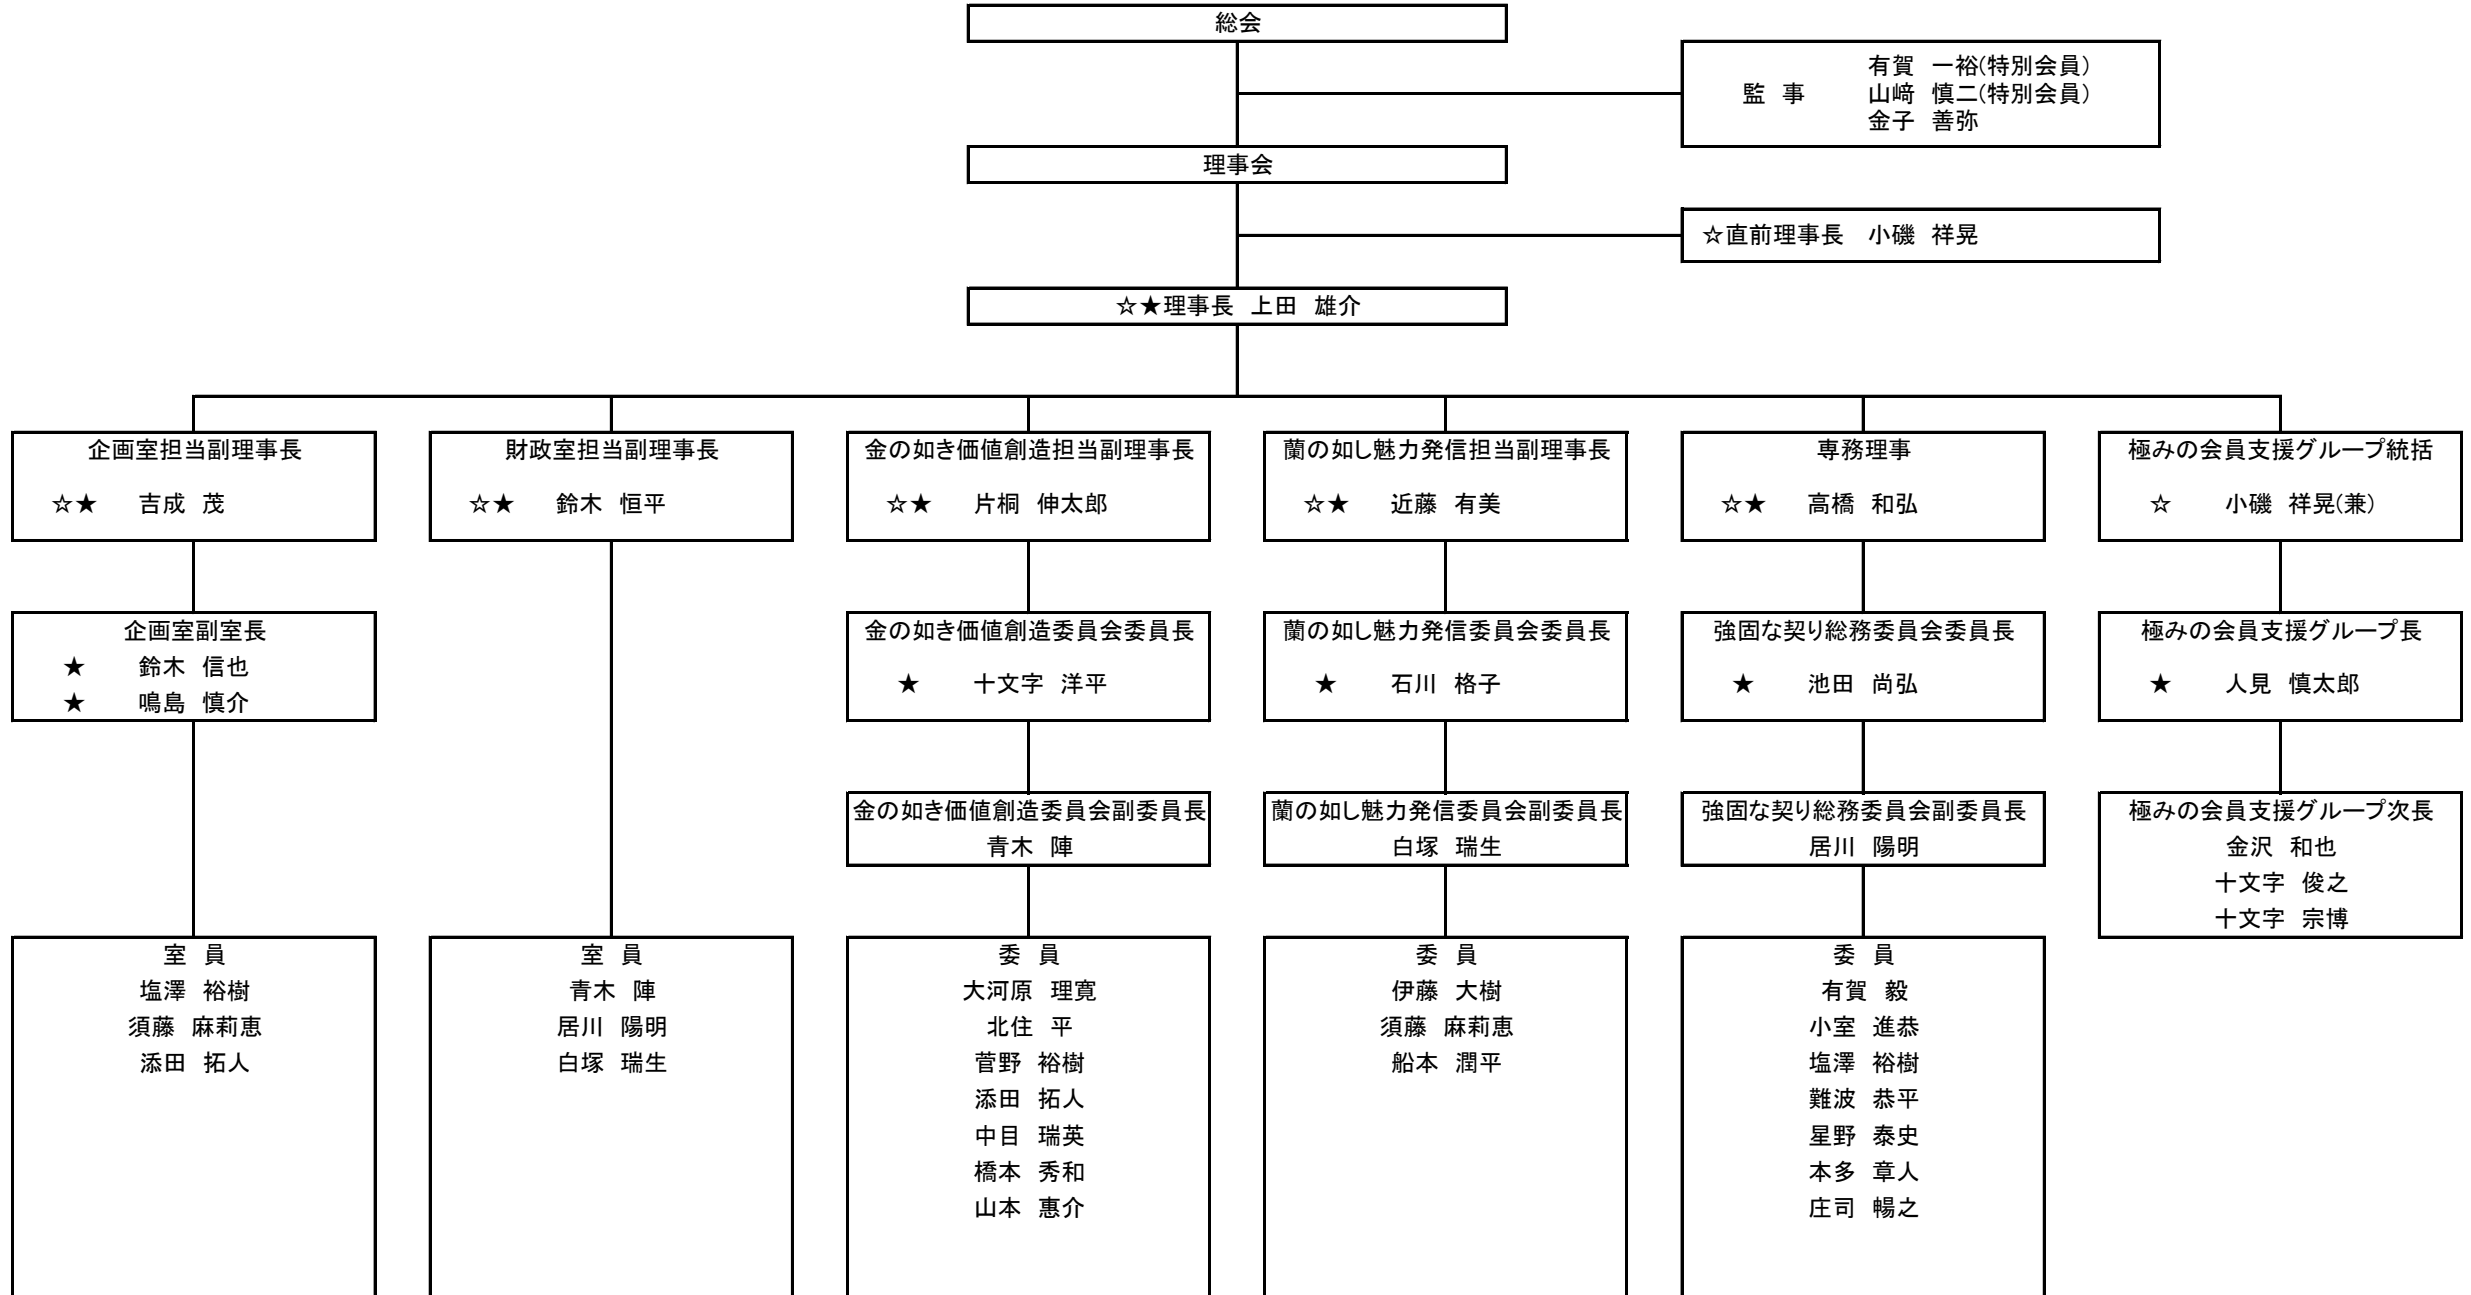 総会
有賀　一裕(特別会員)
監　事　山﨑　慎二(特別会員)
金子　善弥
理事会
☆直前理事長　小磯　祥晃
☆★理事長　上田　雄介
企画室担当副理事長
☆★　吉成　茂
財政室担当副理事長
☆★　鈴木　恒平
金の如き価値創造担当副理事長
☆★　片桐　伸太郎
蘭の如し魅力発信担当副理事長
☆★　近藤　有美
専務理事
☆★　高橋　和弘
極みの会員支援グループ統括
☆　小磯　祥晃(兼)
企画室副室長
★　鈴木　信也
★　鳴島　慎介
金の如き価値創造委員会委員長
★　十文字　洋平
蘭の如し魅力発信委員会委員長
★　石川　格子
強固な契り総務委員会委員長
★　池田　尚弘
極みの会員支援グループ長
★　人見　慎太郎
金の如き価値創造委員会副委員長
青木　陣
蘭の如し魅力発信委員会副委員長
白塚　瑞生
強固な契り総務委員会副委員長
居川　陽明
極みの会員支援グループ次長
金沢　和也
十文字　俊之
十文字　宗博
室　員
塩澤　裕樹
須藤　麻莉恵
添田　拓人
室　員
青木　陣
居川　陽明
白塚　瑞生
委　員
大河原　理寛
北住　平
菅野　裕樹
添田　拓人
中目　瑞英
橋本　秀和
山本　惠介
委　員
伊藤　大樹
須藤　麻莉恵
船本　潤平
委　員
有賀　毅
小室　進恭
塩澤　裕樹
難波　恭平
星野　泰史
本多　章人
庄司　暢之